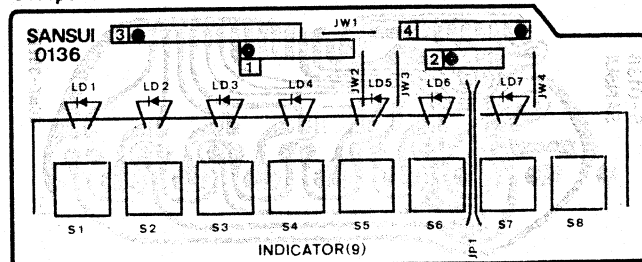 SANSUI
0136
3
JW1
4
1
2
JW2
JW3
JW4
LD1
LD2
LD3
LD4
LD5
LD6
LD7
S1
S2
S3
S4
S5
S6
S7
S8
JP1
INDICATOR(9)